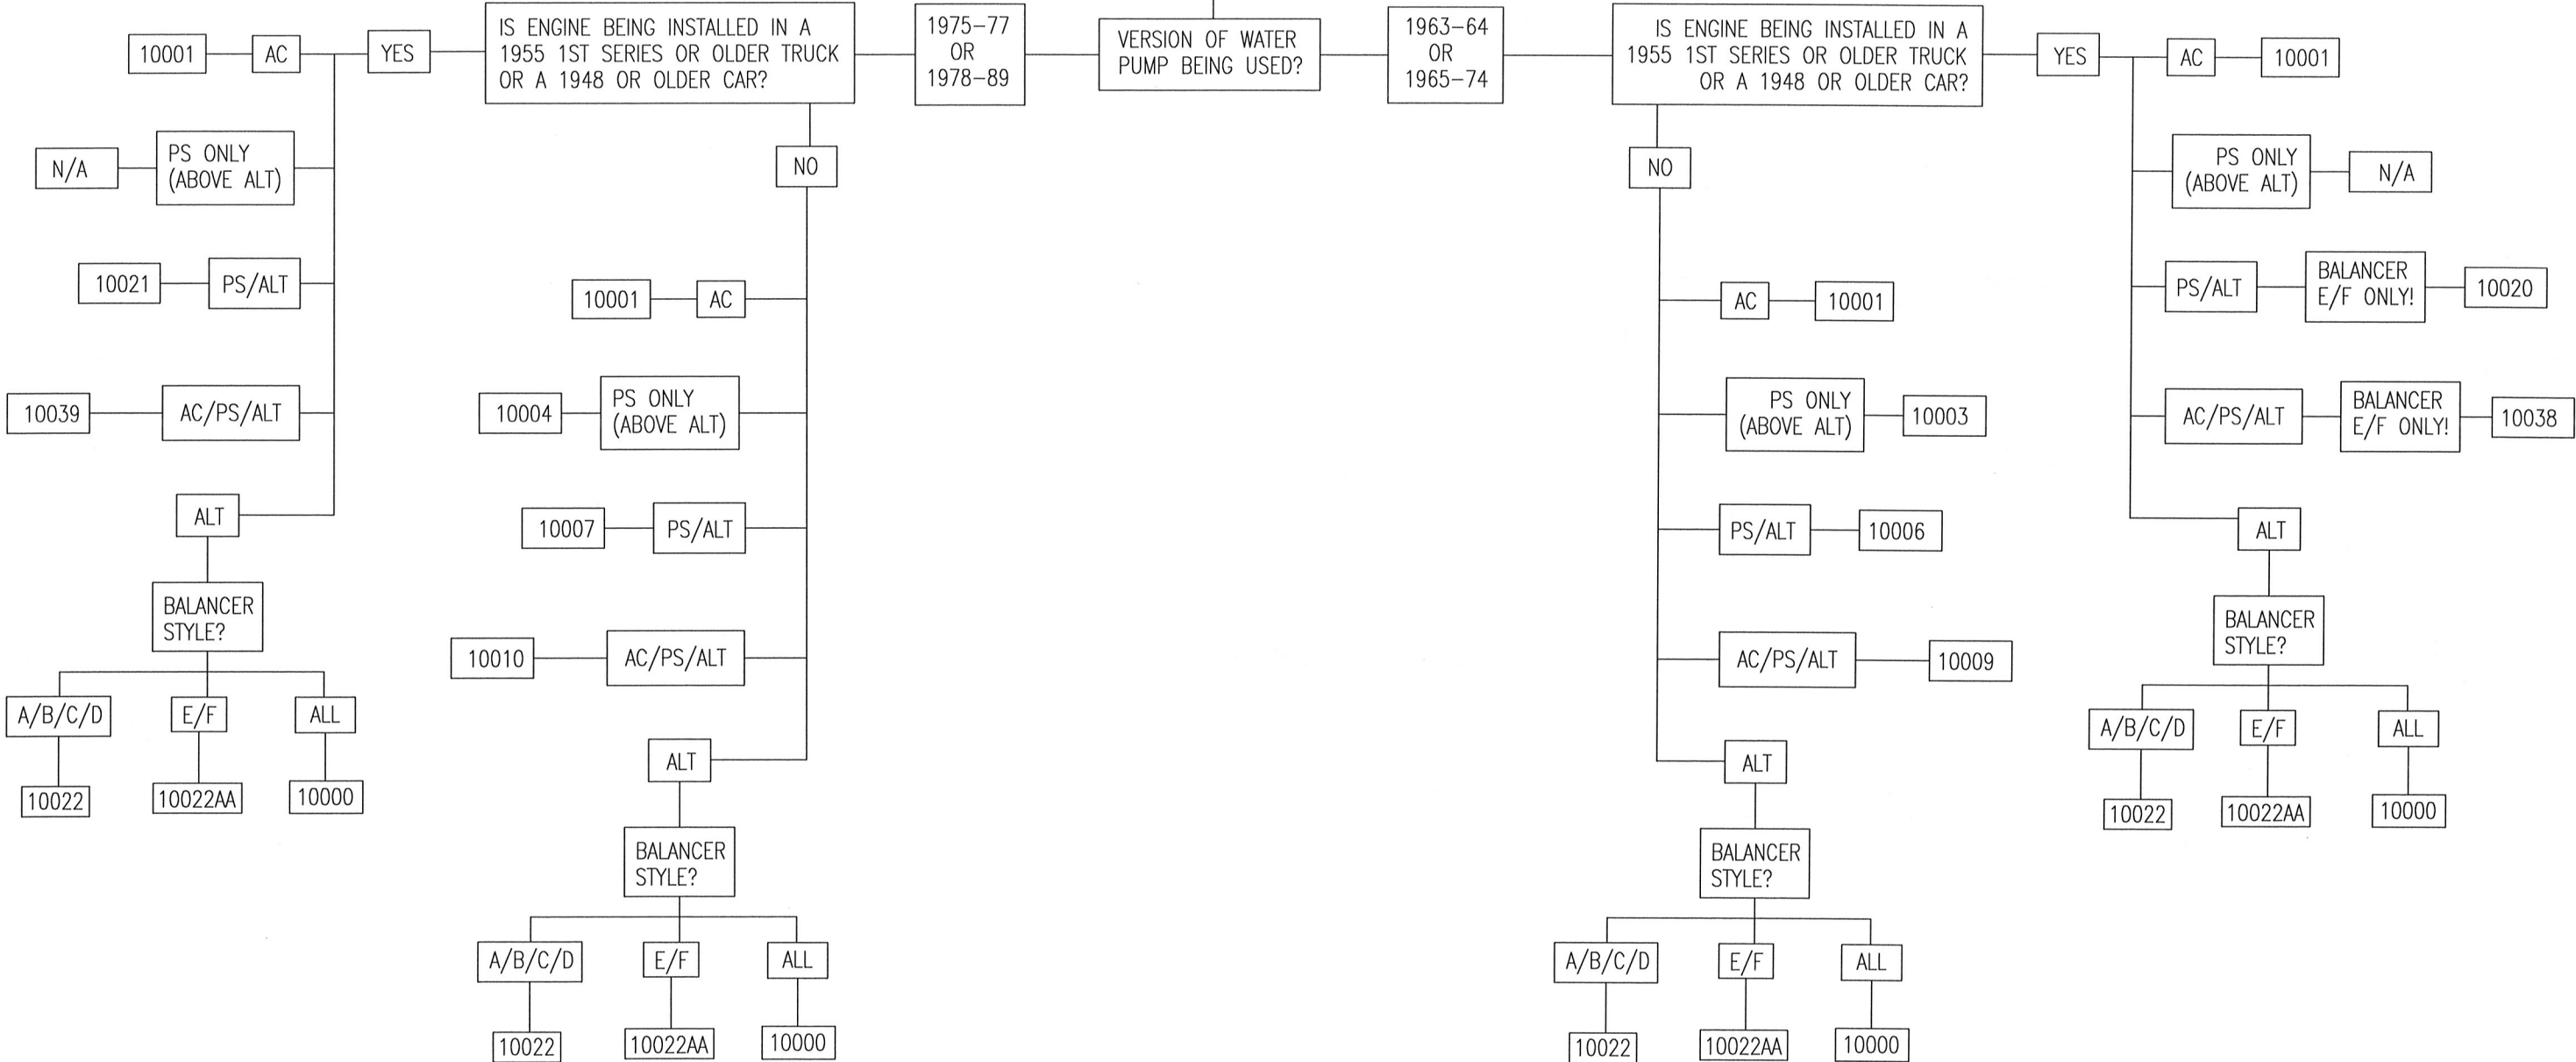 10001
AC
YES
IS ENGINE BEING INSTALLED IN A
1955 1ST SERIES OR OLDER TRUCK
OR A 1948 OR OLDER CAR?
1975-77
OR
1978-89
VERSION OF WATER
PUMP BEING USED?
1963-64
OR
1965-74
IS ENGINE BEING INSTALLED IN A
1955 1ST SERIES OR OLDER TRUCK
OR A 1948 OR OLDER CAR?
YES
AC
10001
N/A
PS ONLY
(ABOVE ALT)
NO
NO
PS ONLY
(ABOVE ALT)
N/A
10021
PS/ALT
10001
AC
AC
10001
PS/ALT
BALANCER
E/F ONLY!
10020
10039
AC/PS/ALT
10004
PS ONLY
(ABOVE ALT)
PS ONLY
(ABOVE ALT)
10003
AC/PS/ALT
BALANCER
E/F ONLY!
10038
ALT
10007
PS/ALT
PS/ALT
10006
ALT
BALANCER
STYLE?
10010
AC/PS/ALT
AC/PS/ALT
10009
BALANCER
STYLE?
A/B/C/D
E/F
ALL
ALT
ALT
A/B/C/D
E/F
ALL
10022
10022AA
10000
10022
10022AA
10000
BALANCER
STYLE?
BALANCER
STYLE?
A/B/C/D
E/F
ALL
A/B/C/D
E/F
ALL
10022
10022AA
10000
10022
10022AA
10000